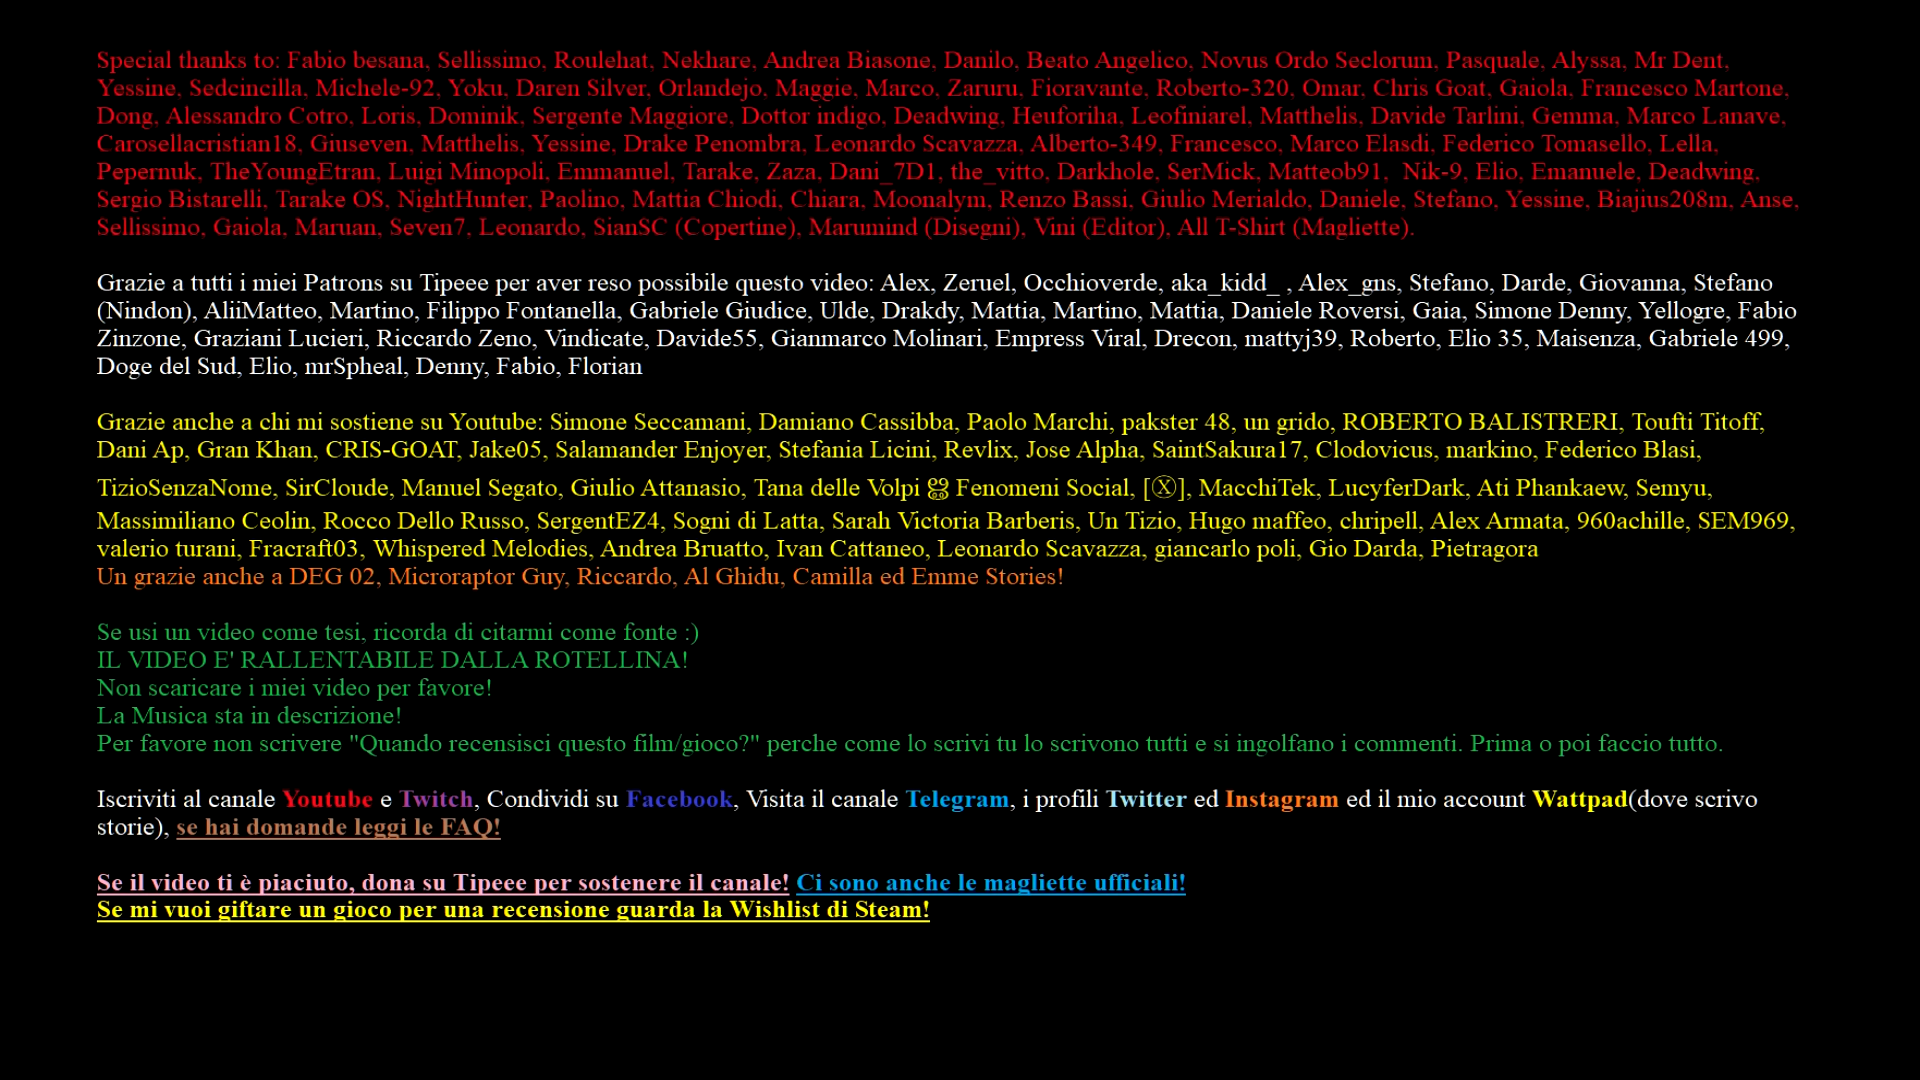 Special thanks to: Fabio besana, Sellissimo, Roulehat, Nekhare, Andrea Biasone, Danilo, Beato Angelico, Novus Ordo Seclorum, Pasquale, Alyssa, Mr Dent,
Yessine, Sedcincilla, Michele-92, Yoku, Daren Silver, Orlandejo, Maggie, Marco, Zaruru, Fioravante, Roberto-320, Omar, Chris Goat, Gaiola, Francesco Martone,
Dong, Alessandro Cotro, Loris, Dominik, Sergente Maggiore, Dottor indigo, Deadwing, Heuforiha, Leofiniarel, Matthelis, Davide Tarlini, Gemma, Marco Lanave,
Carosellacristian18, Giuseven, Matthelis, Yessine, Drake Penombra, Leonardo Scavazza, Alberto-349, Francesco, Marco Elasdi, Federico Tomasello, Lella,
Pepernuk, TheYoungEtran, Luigi Minopoli, Emmanuel, Tarake, Zaza, Dani_7D1, the_vitto, Darkhole, SerMick, Matteob91,  Nik-9, Elio, Emanuele, Deadwing,
Sergio Bistarelli, Tarake OS, NightHunter, Paolino, Mattia Chiodi, Chiara, Moonalym, Renzo Bassi, Giulio Merialdo, Daniele, Stefano, Yessine, Biajius208m, Anse,
Sellissimo, Gaiola, Maruan, Seven7, Leonardo, SianSC (Copertine), Marumind (Disegni), Vini (Editor), All T-Shirt (Magliette).
Grazie a tutti i miei Patrons su Tipeee per aver reso possibile questo video: Alex, Zeruel, Occhioverde, aka_kidd_ , Alex_gns, Stefano, Darde, Giovanna, Stefano
(Nindon), AliiMatteo, Martino, Filippo Fontanella, Gabriele Giudice, Ulde, Drakdy, Mattia, Martino, Mattia, Daniele Roversi, Gaia, Simone Denny, Yellogre, Fabio
Zinzone, Graziani Lucieri, Riccardo Zeno, Vindicate, Davide55, Gianmarco Molinari, Empress Viral, Drecon, mattyj39, Roberto, Elio 35, Maisenza, Gabriele 499,
Doge del Sud, Elio, mrSpheal, Denny, Fabio, Florian
Grazie anche a chi mi sostiene su Youtube: Simone Seccamani, Damiano Cassibba, Paolo Marchi, pakster 48, un grido, ROBERTO BALISTRERI, Toufti Titoff,
Dani Ap, Gran Khan, CRIS-GOAT, Jake05, Salamander Enjoyer, Stefania Licini, Revlix, Jose Alpha, SaintSakura17, Clodovicus, markino, Federico Blasi,
TizioSenzaNome, SirCloude, Manuel Segato, Giulio Attanasio, Tana delle Volpi Fenomeni Social, [Ⓧ], MacchiTek, LucyferDark, Ati Phankaew, Semyu,
Massimiliano Ceolin, Rocco Dello Russo, SergentEZ4, Sogni di Latta, Sarah Victoria Barberis, Un Tizio, Hugo maffeo, chripell, Alex Armata, 960achille, SEM969,
valerio turani, Fracraft03, Whispered Melodies, Andrea Bruatto, Ivan Cattaneo, Leonardo Scavazza, giancarlo poli, Gio Darda, Pietragora
Un grazie anche a DEG 02, Microraptor Guy, Riccardo, Al Ghidu, Camilla ed Emme Stories!
Se usi un video come tesi, ricorda di citarmi come fonte :)
IL VIDEO E' RALLENTABILE DALLA ROTELLINA!
Non scaricare i miei video per favore!
La Musica sta in descrizione!
Per favore non scrivere "Quando recensisci questo film/gioco?" perche come lo scrivi tu lo scrivono tutti e si ingolfano i commenti. Prima o poi faccio tutto.
Iscriviti al canale Youtube e Twitch, Condividi su Facebook, Visita il canale Telegram, i profili Twitter ed Instagram ed il mio account Wattpad(dove scrivo
storie), se hai domande leggi le FAQ!
Se il video ti è piaciuto, dona su Tipeee per sostenere il canale! Ci sono anche le magliette ufficiali!
Se mi vuoi giftare un gioco per una recensione guarda la Wishlist di Steam!